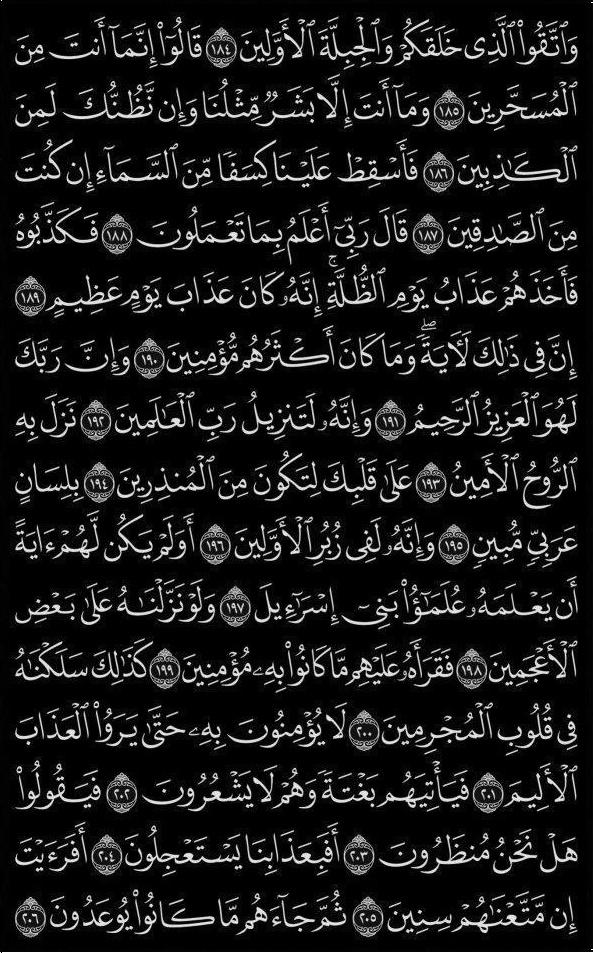 وَٱتَّقُوا۟ ٱلَّذِى خَلَقَكُمْ وَٱلْجِبِلَّةَ ٱلْأَوَّلِينَ ١٨٤ قَالُوٓا۟ إِنَّمَآ أَنتَ مِنَ
ٱلْمُسَحَّرِينَ ١٨٥ وَمَآ أَنتَ إِلَّا بَشَرٌ مِّثْلُنَا وَإِن نَّظُنُّكَ لَمِنَ
ٱلْكَـٰذِبِينَ ١٨٦ فَأَسْقِطْ عَلَيْنَا كِسَفًا مِّنَ ٱلسَّمَآءِ إِن كُنتَ
مِنَ ٱلصَّـٰدِقِينَ ١٨٧ قَالَ رَبِّىٓ أَعْلَمُ بِمَا تَعْمَلُونَ ١٨٨ فَكَذَّبُوهُ
فَأَخَذَهُمْ عَذَابُ يَوْمِ ٱلظُّلَّةِ ۚ إِنَّهُۥ كَانَ عَذَابَ يَوْمٍ عَظِيمٍ ١٨٩
إِنَّ فِى ذَٰلِكَ لَـَٔايَةً ۖ وَمَا كَانَ أَكْثَرُهُم مُّؤْمِنِينَ ١٩٠ وَإِنَّ رَبَّكَ
لَهُوَ ٱلْعَزِيزُ ٱلرَّحِيمُ ١٩١ وَإِنَّهُۥ لَتَنزِيلُ رَبِّ ٱلْعَـٰلَمِينَ ١٩٢ نَزَلَ بِهِ
ٱلرُّوحُ ٱلْأَمِينُ ١٩٣ عَلَىٰ قَلْبِكَ لِتَكُونَ مِنَ ٱلْمُنذِرِينَ ١٩٤ بِلِسَانٍ
عَرَبِىٍّ مُّبِينٍ ١٩٥ وَإِنَّهُۥ لَفِى زُبُرِ ٱلْأَوَّلِينَ ١٩٦ أَوَلَمْ يَكُن لَّهُمْ ءَايَةً
أَن يَعْلَمَهُۥ عُلَمَـٰٓؤُا۟ بَنِىٓ إِسْرَٰٓءِيلَ ١٩٧ وَلَوْ نَزَّلْنَـٰهُ عَلَىٰ بَعْضِ
ٱلْأَعْجَمِينَ ١٩٨ فَقَرَأَهُۥ عَلَيْهِم مَّا كَانُوا۟ بِهِۦ مُؤْمِنِينَ ١٩٩ كَذَٰلِكَ سَلَكْنَـٰهُ
فِى قُلُوبِ ٱلْمُجْرِمِينَ ٢٠٠ لَا يُؤْمِنُونَ بِهِۦ حَتَّىٰ يَرَوُا۟ ٱلْعَذَابَ
ٱلْأَلِيمَ ٢٠١ فَيَأْتِيَهُم بَغْتَةً وَهُمْ لَا يَشْعُرُونَ ٢٠٢ فَيَقُولُوا۟
هَلْ نَحْنُ مُنظَرُونَ ٢٠٣ أَفَبِعَذَابِنَا يَسْتَعْجِلُونَ ٢٠٤ أَفَرَءَيْتَ
إِن مَّتَّعْنَـٰهُمْ سِنِينَ ٢٠٥ ثُمَّ جَآءَهُم مَّا كَانُوا۟ يُوعَدُونَ ٢٠٦